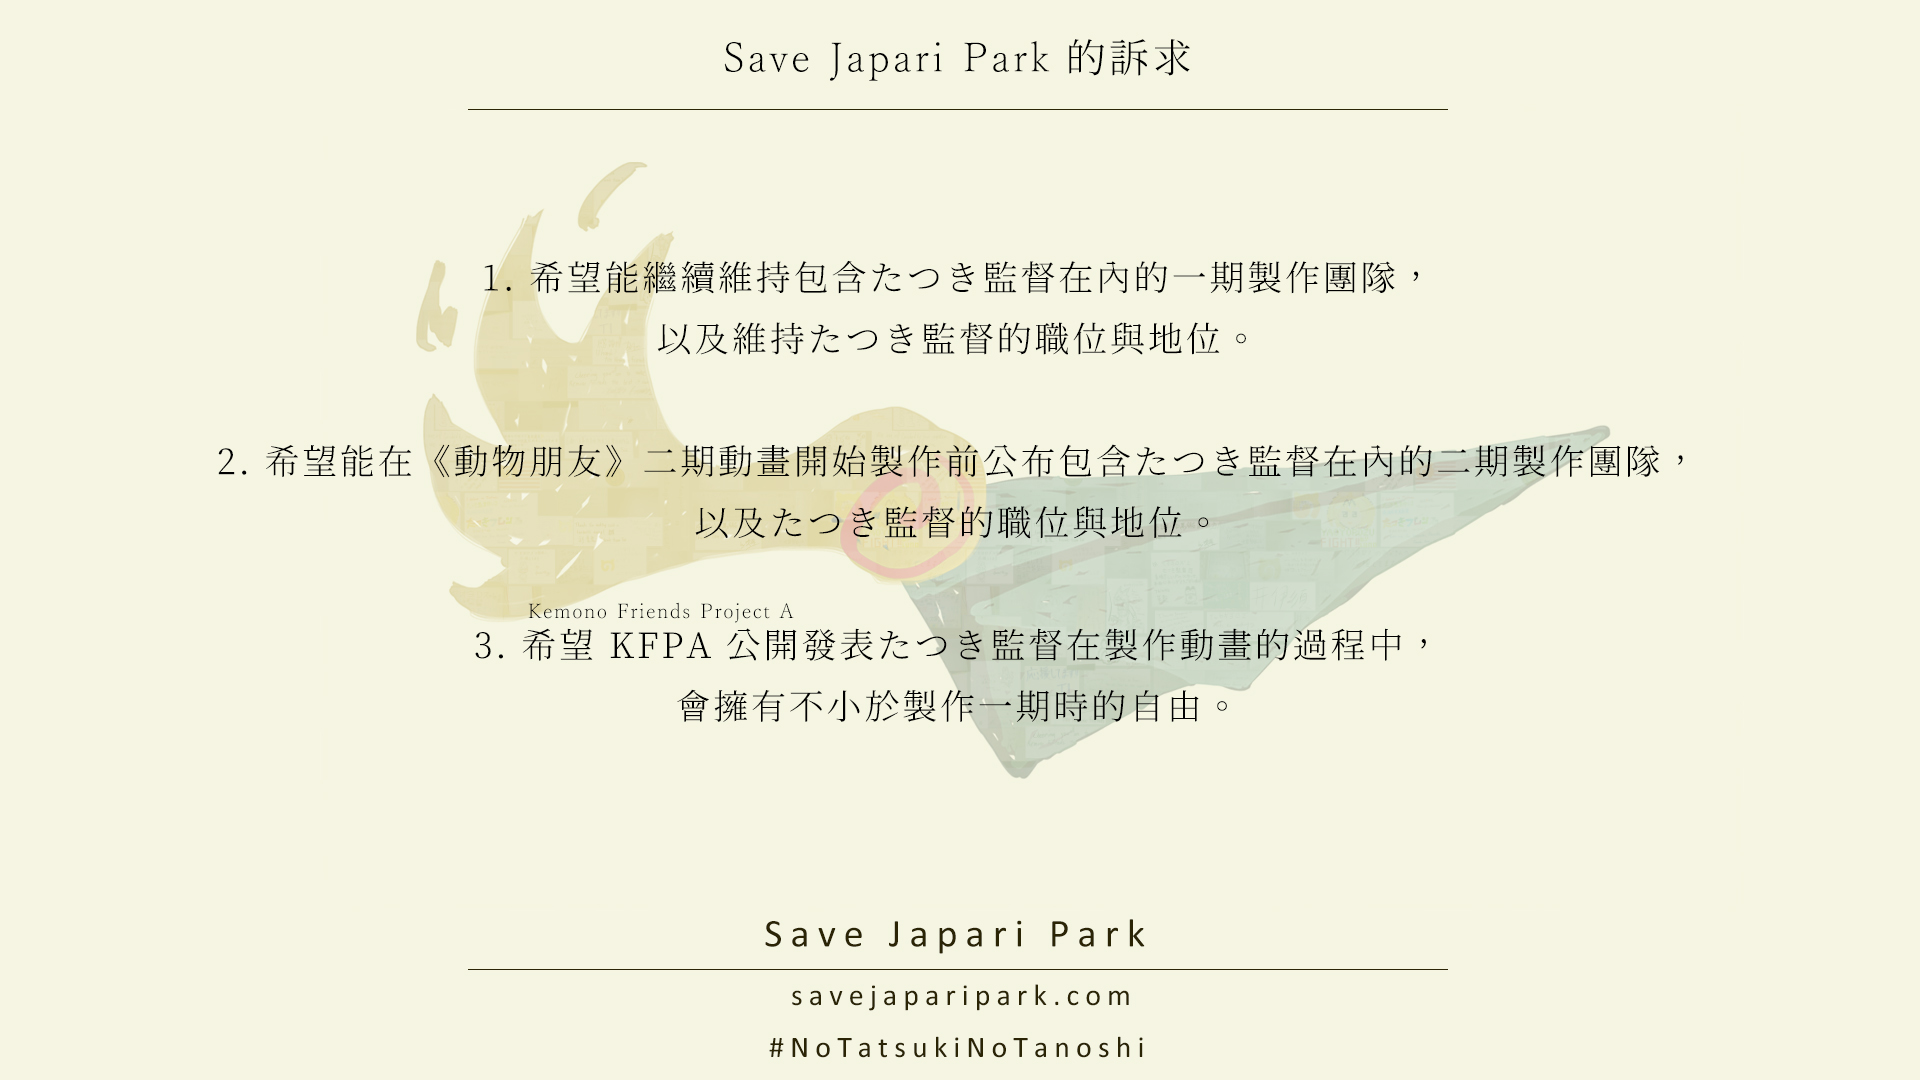 Save Japari Park 的訴求
1. 希望能繼續維持包含たつき監督在內的一期製作團隊，
以及維持たつき監督的職位與地位。
2. 希望能在《動物朋友》二期動畫開始製作前公布包含たつき監督在內的二期製作團隊，
以及たつき監督的職位與地位。
Kemono Friends Project A
3. 希望 KFPA 公開發表たつき監督在製作動畫的過程中，
會擁有不小於製作一期時的自由。
Save Japari Park
savejaparipark.com
#NoTatsukiNoTanoshi